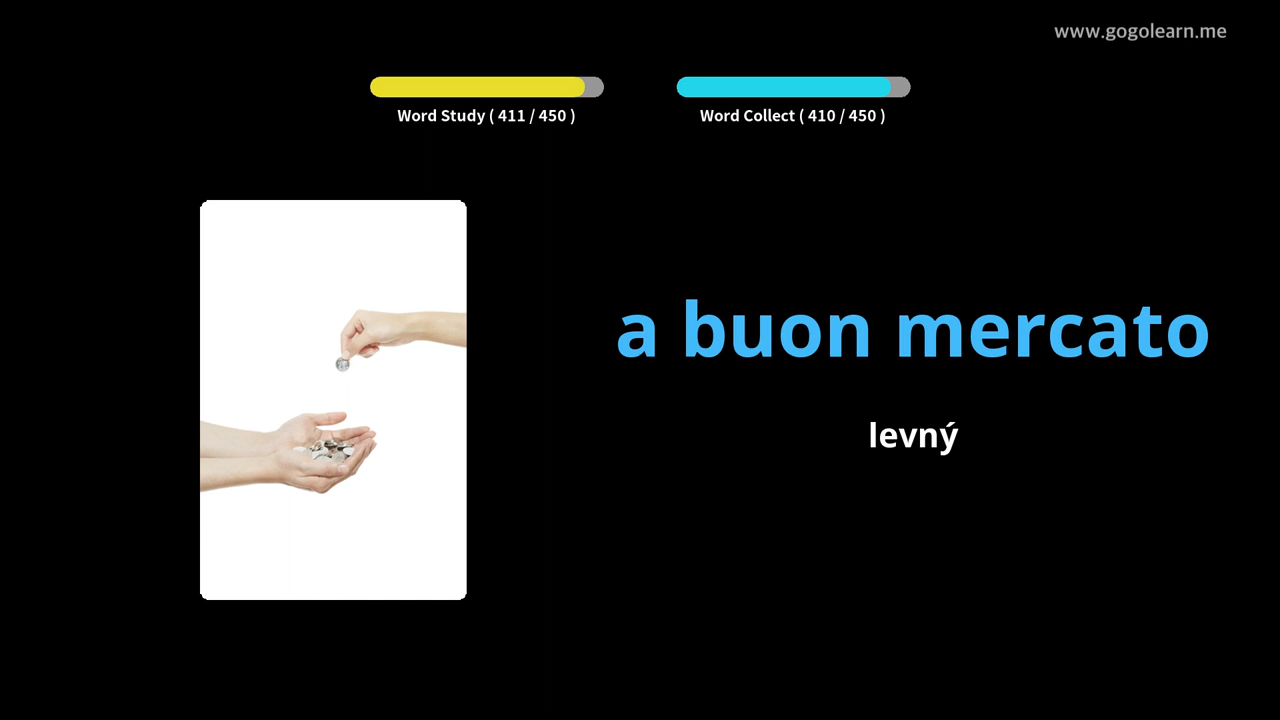 www.gogolearn.me
Word Study ( 411 / 450 )
Word Collect ( 410 / 450 )
a buon mercato
levný